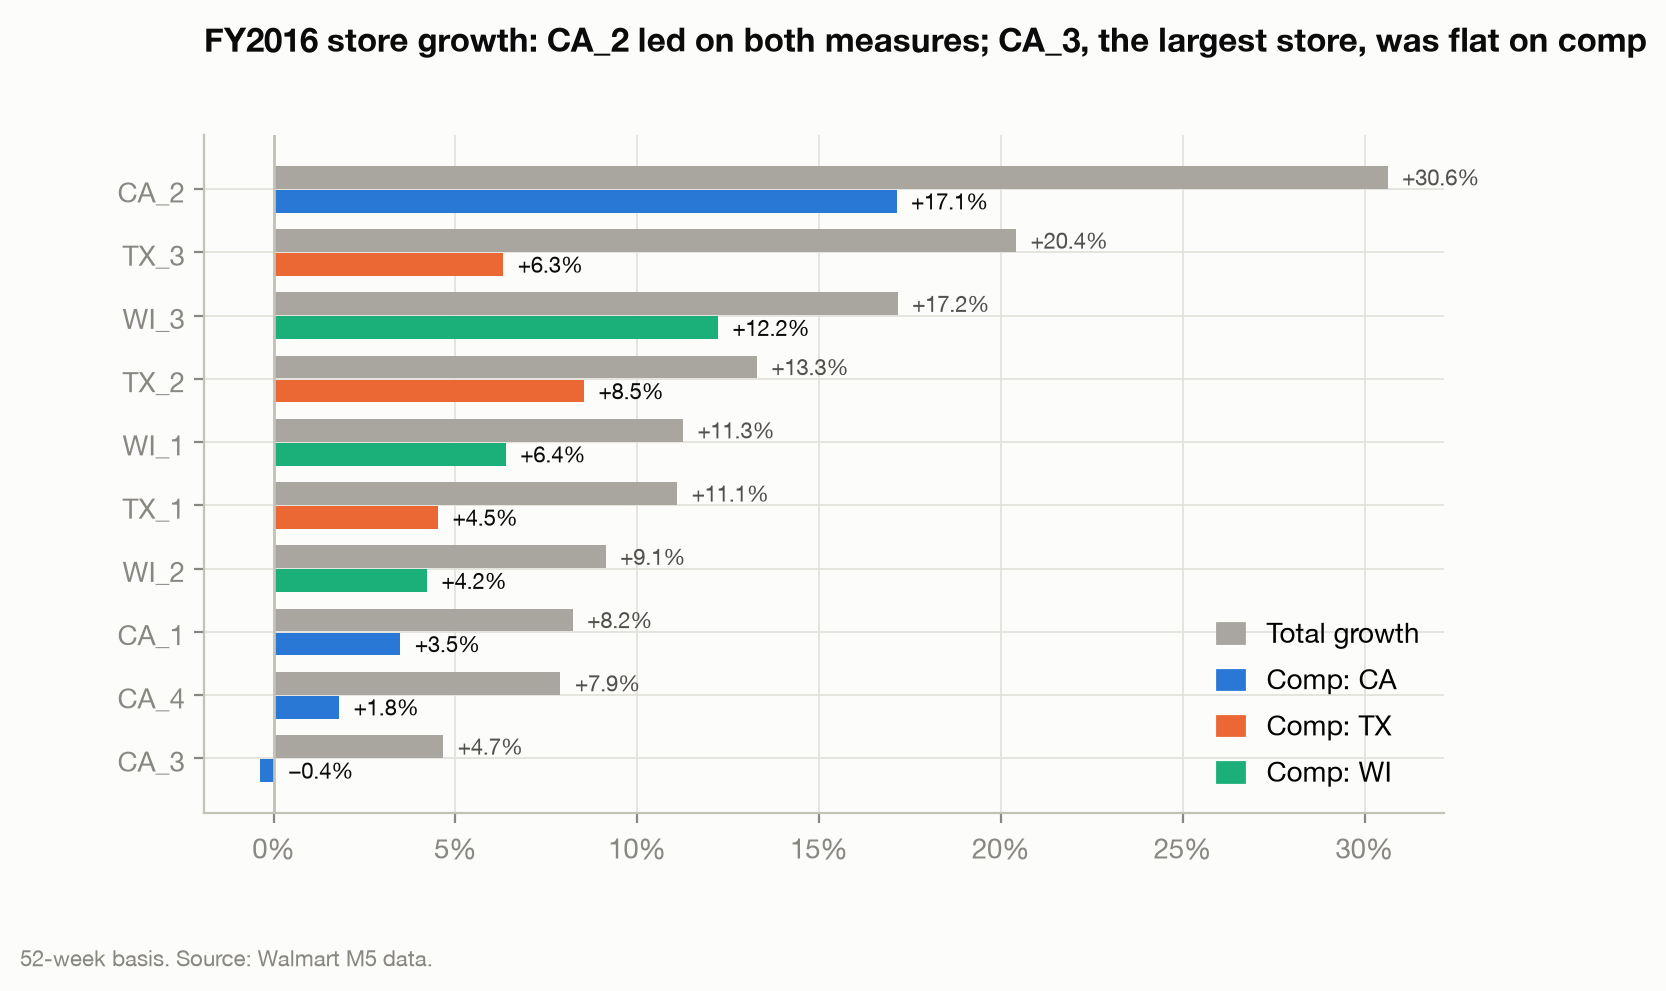 FY2016 store growth: CA_2 led on both measures; CA_3, the largest store, was flat on comp
CA_2
+30.6%
+17.1%
TX_3
+20.4%
+6.3%
WI_3
+17.2%
+12.2%
TX_2
+13.3%
+8.5%
WI_1
+11.3%
+6.4%
TX_1
+11.1%
+4.5%
WI_2
+9.1%
+4.2%
CA_1
+8.2%
+3.5%
CA_4
+7.9%
+1.8%
CA_3
+4.7%
−0.4%
Total growth
Comp: CA
Comp: TX
Comp: WI
0% 5% 10% 15% 20% 25% 30%
52-week basis. Source: Walmart M5 data.